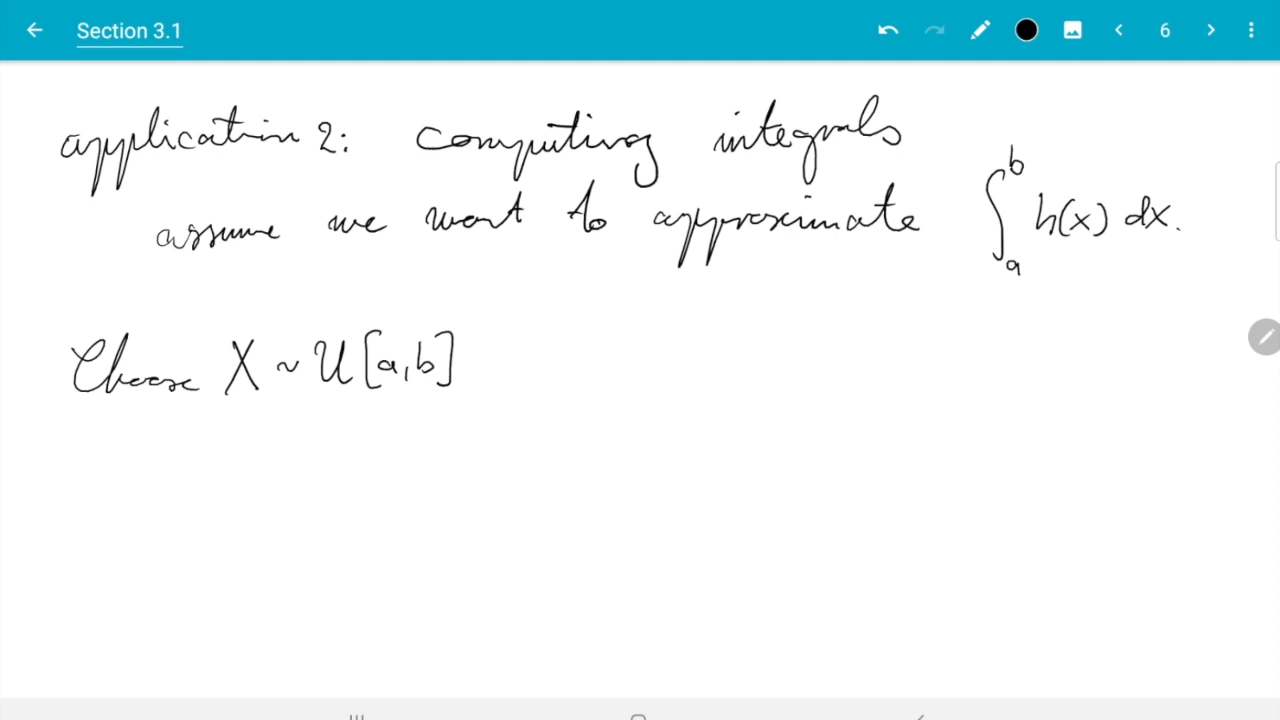 Section 3.1
6
application 2: computing integrals
assume we want to approximate ∫_a^b h(x) dx.
Choose X ~ U[a,b]